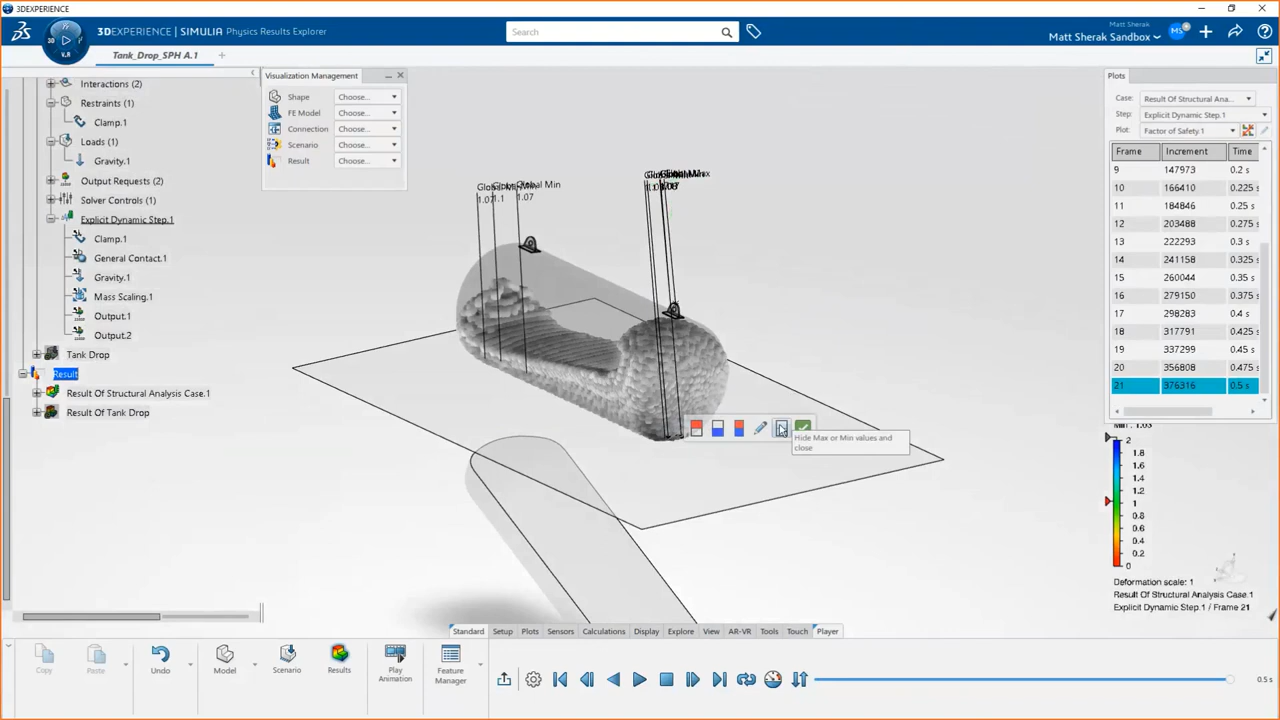 3DEXPERIENCE
3DEXPERIENCE | SIMULIA Physics Results Explorer
Search
Matt Sherak
Matt Sherak Sandbox
MS
3D
V.R
Tank_Drop_SPH A.1
Interactions (2)
Restraints (1)
Clamp.1
Loads (1)
Gravity.1
Output Requests (2)
Solver Controls (1)
Explicit Dynamic Step.1
Clamp.1
General Contact.1
Gravity.1
Mass Scaling.1
Output.1
Output.2
Tank Drop
Result
Result Of Structural Analysis Case.1
Result Of Tank Drop
Visualization Management
Shape Choose...
FE Model Choose...
Connection Choose...
Scenario Choose...
Result Choose...
Global Min
1.07
Hide Max or Min values and
close
Plots
Case: Result Of Structural Ana...
Step: Explicit Dynamic Step.1
Plot: Factor of Safety.1
Frame Increment Time
9 147973 0.2 s
10 166410 0.225 s
11 184846 0.25 s
12 203488 0.275 s
13 222293 0.3 s
14 241158 0.325 s
15 260044 0.35 s
16 279150 0.375 s
17 298283 0.4 s
18 317791 0.425 s
19 337299 0.45 s
20 356808 0.475 s
21 376316 0.5 s
2
1.8
1.6
1.4
1.2
1
0.8
0.6
0.4
0.2
0
Deformation scale: 1
Result Of Structural Analysis Case.1
Explicit Dynamic Step.1 / Frame 21
Standard Setup Plots Sensors Calculations Display Explore View AR-VR Tools Touch Player
Copy
Paste
Undo
Model
Scenario
Results
Play
Animation
Feature
Manager
0.5 s